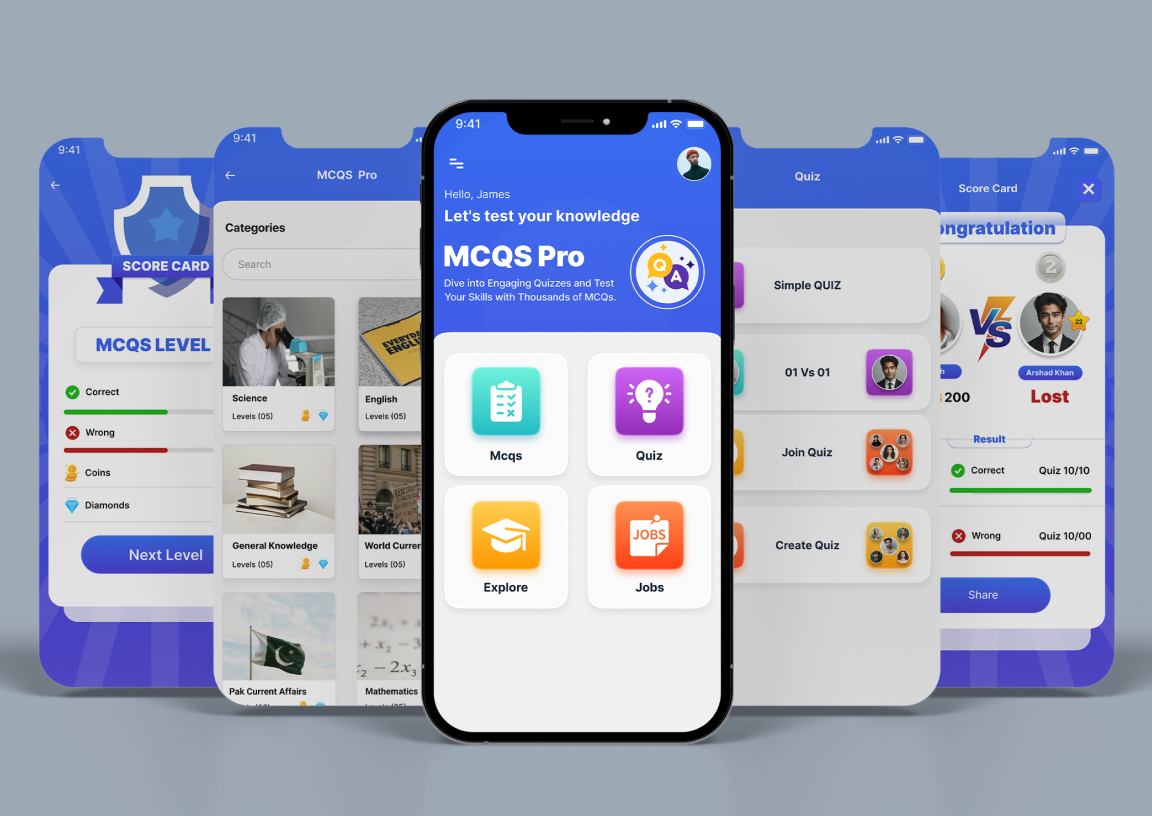 9:41
SCORE CARD
MCQS LEVEL
Correct
Wrong
Coins
Diamonds
Next Level
9:41
MCQS Pro
Categories
Search
Science
Levels (05)
EVERYDAY
ENGLI
English
Levels (05)
General Knowledge
Levels (05)
World Curren
Levels (05)
Pak Current Affairs
Mathematics
9:41
Hello, James
Let's test your knowledge
MCQS Pro
Dive into Engaging Quizzes and Test
Your Skills with Thousands of MCQs.
Q
A
Mcqs
?
Quiz
Explore
JOBS
Jobs
Quiz
Simple QUIZ
01 Vs 01
Join Quiz
Create Quiz
Score Card
ongratulation
2
VS
22
h
Arshad Khan
200
Lost
Result
Correct
Quiz 10/10
Wrong
Quiz 10/00
Share